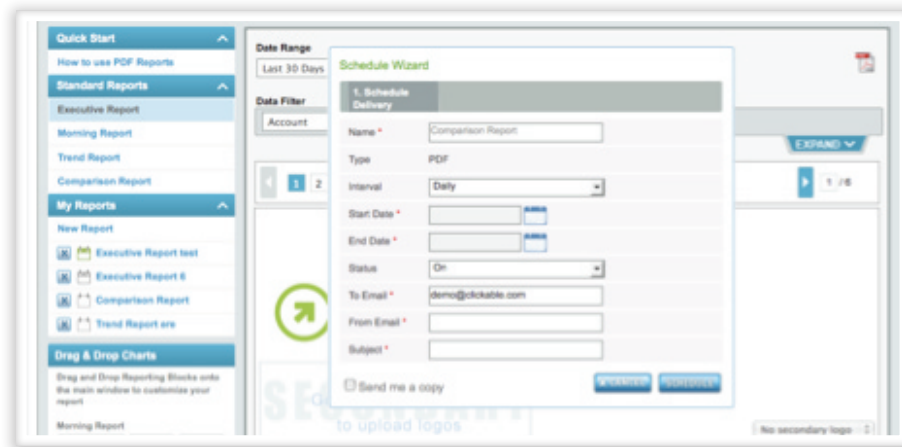 Quick Start
How to use PDF Reports
Standard Reports
Executive Report
Morning Report
Trend Report
Comparison Report
My Reports
New Report
Executive Report test
Executive Report 6
Comparison Report
Trend Report are
Drag & Drop Charts
Drag and Drop Reporting Blocks onto
the main window to customize your
report
Morning Report
Date Range
Last 30 Days
Data Filter
Account
EXPAND
1 2
1 /6
Schedule Wizard
1. Schedule
Delivery
Name * Comparison Report
Type PDF
Interval Daily
Start Date *
End Date *
Status On
To Email * demo@clickable.com
From Email *
Subject *
Send me a copy
CANCEL SCHEDULE
SECONDARY
to upload logos
No secondary logo